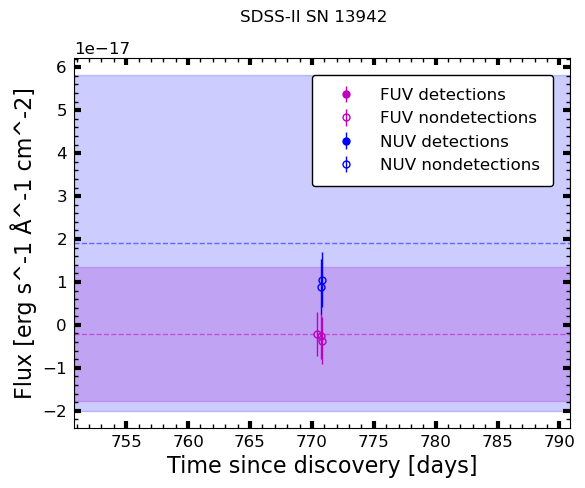 SDSS-II SN 13942
1e−17
FUV detections
FUV nondetections
NUV detections
NUV nondetections
6
5
4
3
2
1
0
−1
−2
Flux [erg s^-1 Å^-1 cm^-2]
755 760 765 770 775 780 785 790
Time since discovery [days]